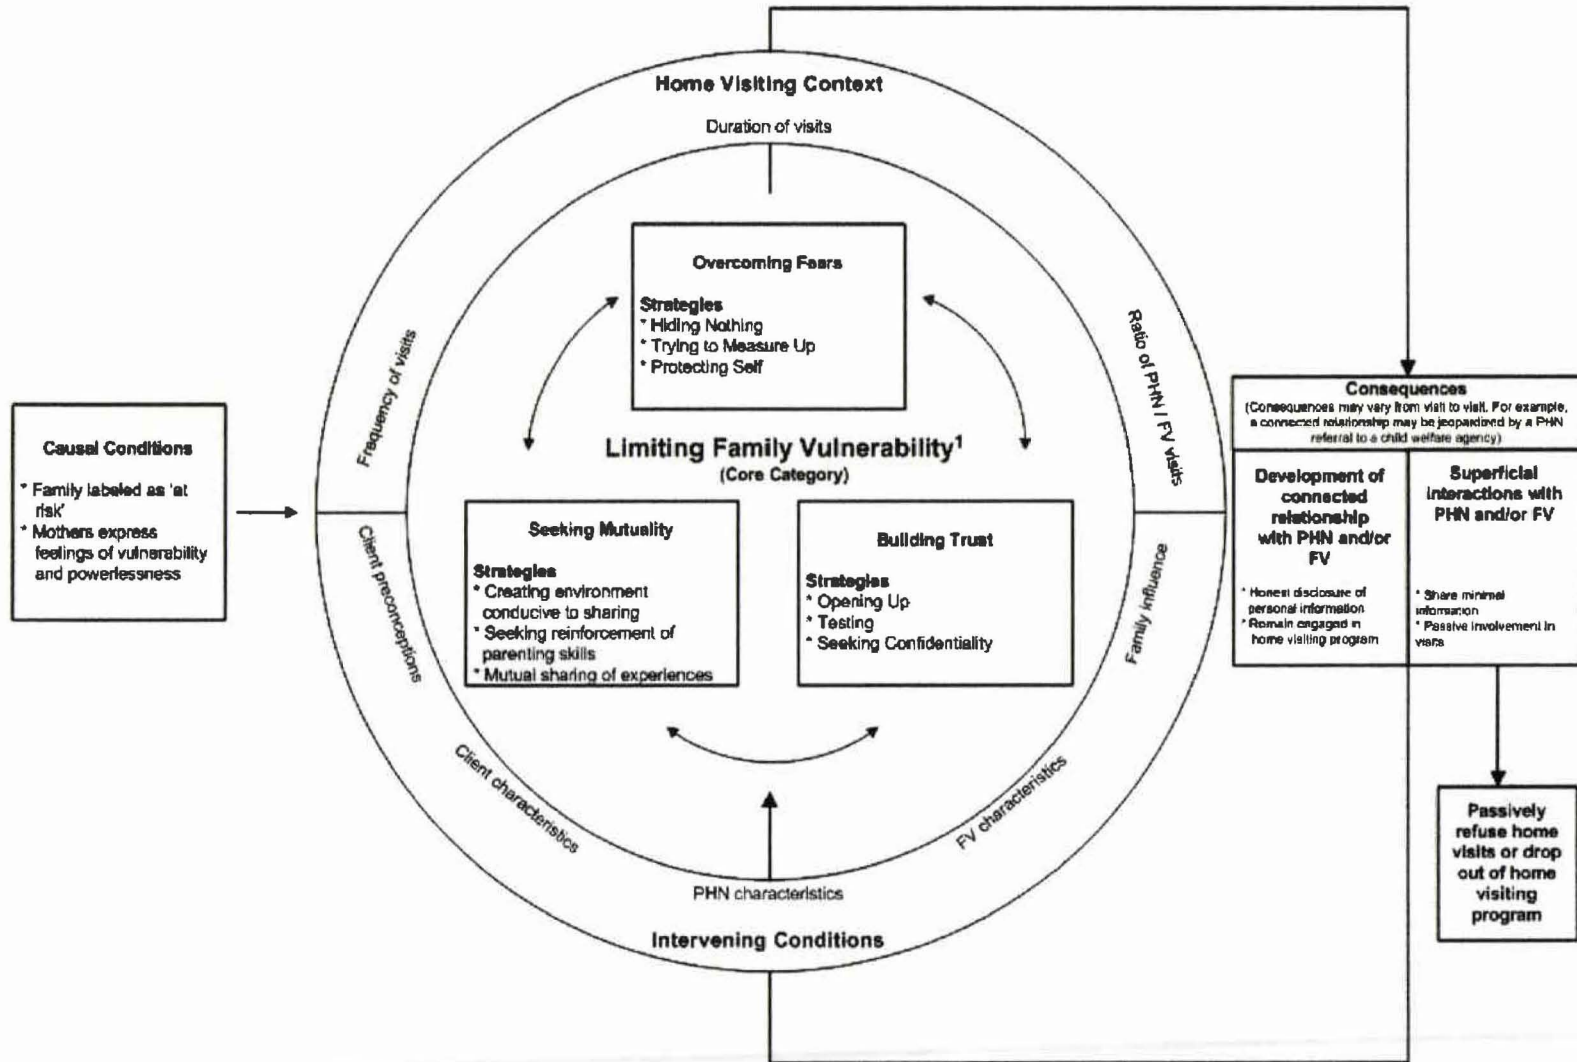 Home Visiting Context
Duration of visits
Frequency of visits
Ratio of PHN / FV visits
Overcoming Fears
Strategies
* Hiding Nothing
* Trying to Measure Up
* Protecting Self
Causal Conditions
* Family labeled as 'at
risk'
* Mothers express
feelings of vulnerability
and powerlessness
Limiting Family Vulnerability¹
(Core Category)
Seeking Mutuality
Strategies
* Creating environment
conducive to sharing
* Seeking reinforcement of
parenting skills
* Mutual sharing of experiences
Building Trust
Strategies
* Opening Up
* Testing
* Seeking Confidentiality
Client preconceptions
Family influence
Client characteristics
FV characteristics
PHN characteristics
Intervening Conditions
Consequences
(Consequences may vary from visit to visit. For example,
a connected relationship may be jeopardized by a PHN
referral to a child welfare agency)
Development of
connected
relationship
with PHN and/or
FV
* Honest disclosure of
personal information
* Remain engaged in
home visiting program
Superficial
interactions with
PHN and/or FV
* Share minimal
information
* Passive involvement in
visits
Passively
refuse home
visits or drop
out of home
visiting
program